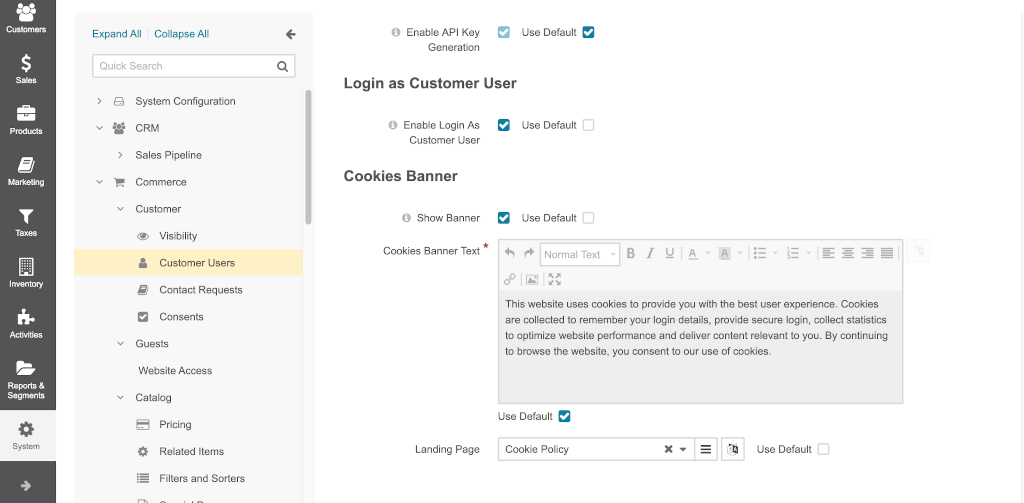 Customers
Sales
Products
Marketing
Taxes
Inventory
Activities
Reports &
Segments
System
Expand All | Collapse All
Quick Search
System Configuration
CRM
Sales Pipeline
Commerce
Customer
Visibility
Customer Users
Contact Requests
Consents
Guests
Website Access
Catalog
Pricing
Related Items
Filters and Sorters
Enable API Key
Generation
Use Default
Login as Customer User
Enable Login As
Customer User
Use Default
Cookies Banner
Show Banner
Use Default
Cookies Banner Text *
Normal Text
B I U A A
This website uses cookies to provide you with the best user experience. Cookies
are collected to remember your login details, provide secure login, collect statistics
to optimize website performance and deliver content relevant to you. By continuing
to browse the website, you consent to our use of cookies.
Use Default
Landing Page
Cookie Policy
Use Default